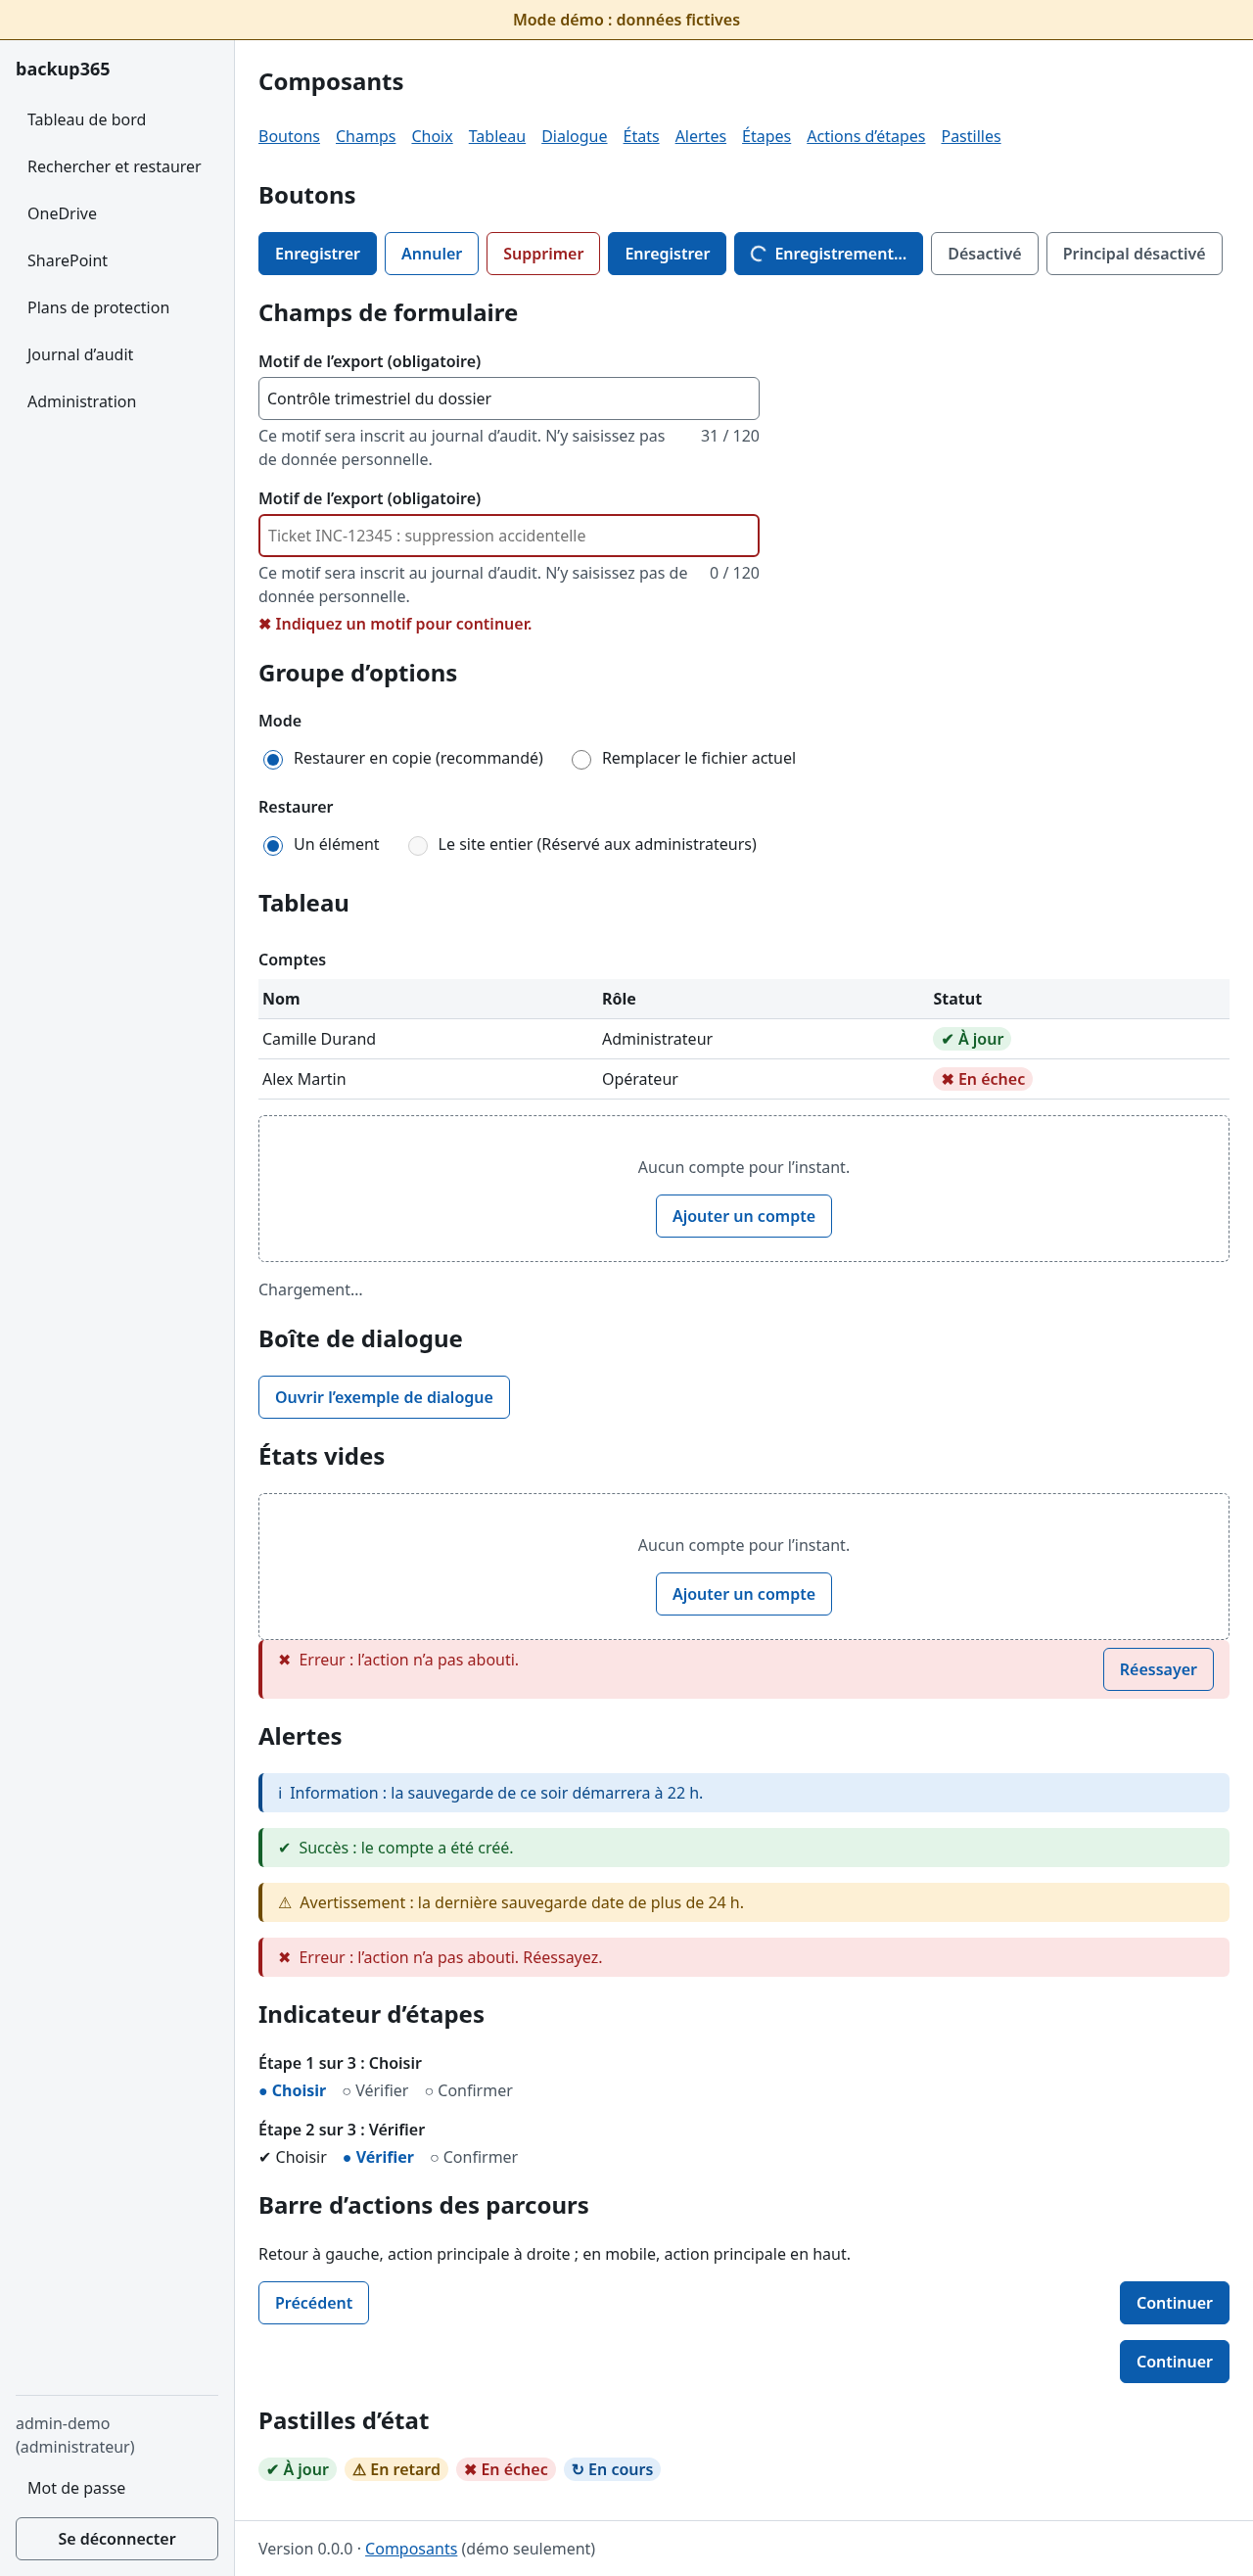 Mode démo : données fictives
backup365
Tableau de bord
Rechercher et restaurer
OneDrive
SharePoint
Plans de protection
Journal d’audit
Administration
admin-demo
(administrateur)
Mot de passe
Se déconnecter
Composants
Boutons Champs Choix Tableau Dialogue États Alertes Étapes Actions d’étapes Pastilles
Boutons
Enregistrer Annuler Supprimer Enregistrer Enregistrement… Désactivé Principal désactivé
Champs de formulaire
Motif de l’export (obligatoire)
Contrôle trimestriel du dossier
Ce motif sera inscrit au journal d’audit. N’y saisissez pas 31 / 120
de donnée personnelle.
Motif de l’export (obligatoire)
Ticket INC-12345 : suppression accidentelle
Ce motif sera inscrit au journal d’audit. N’y saisissez pas de 0 / 120
donnée personnelle.
✖ Indiquez un motif pour continuer.
Groupe d’options
Mode
Restaurer en copie (recommandé) Remplacer le fichier actuel
Restaurer
Un élément Le site entier (Réservé aux administrateurs)
Tableau
Comptes
Nom Rôle Statut
Camille Durand Administrateur ✔ À jour
Alex Martin Opérateur ✖ En échec
Aucun compte pour l’instant.
Ajouter un compte
Chargement…
Boîte de dialogue
Ouvrir l’exemple de dialogue
États vides
Aucun compte pour l’instant.
Ajouter un compte
✖ Erreur : l’action n’a pas abouti. Réessayer
Alertes
i Information : la sauvegarde de ce soir démarrera à 22 h.
✔ Succès : le compte a été créé.
⚠ Avertissement : la dernière sauvegarde date de plus de 24 h.
✖ Erreur : l’action n’a pas abouti. Réessayez.
Indicateur d’étapes
Étape 1 sur 3 : Choisir
● Choisir ○ Vérifier ○ Confirmer
Étape 2 sur 3 : Vérifier
✔ Choisir ● Vérifier ○ Confirmer
Barre d’actions des parcours
Retour à gauche, action principale à droite ; en mobile, action principale en haut.
Précédent Continuer
Continuer
Pastilles d’état
✔ À jour ⚠ En retard ✖ En échec ↻ En cours
Version 0.0.0 · Composants (démo seulement)